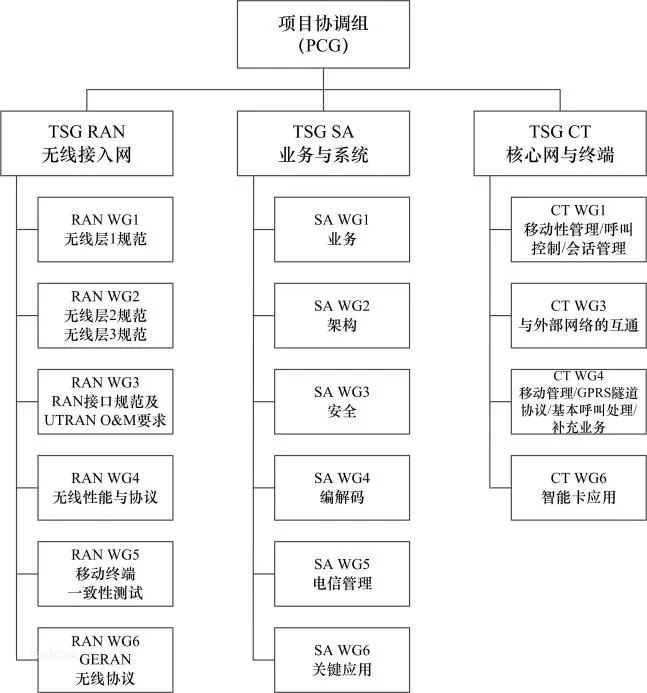 项目协调组
（PCG）
TSG RAN
无线接入网
RAN WG1
无线层1规范
RAN WG2
无线层2规范
无线层3规范
RAN WG3
RAN接口规范及
UTRAN O&M要求
RAN WG4
无线性能与协议
RAN WG5
移动终端
一致性测试
RAN WG6
GERAN
无线协议
TSG SA
业务与系统
SA WG1
业务
SA WG2
架构
SA WG3
安全
SA WG4
编解码
SA WG5
电信管理
SA WG6
关键应用
TSG CT
核心网与终端
CT WG1
移动性管理/呼叫
控制/会话管理
CT WG3
与外部网络的互通
CT WG4
移动管理/GPRS隧道
协议/基本呼叫处理/
补充业务
CT WG6
智能卡应用